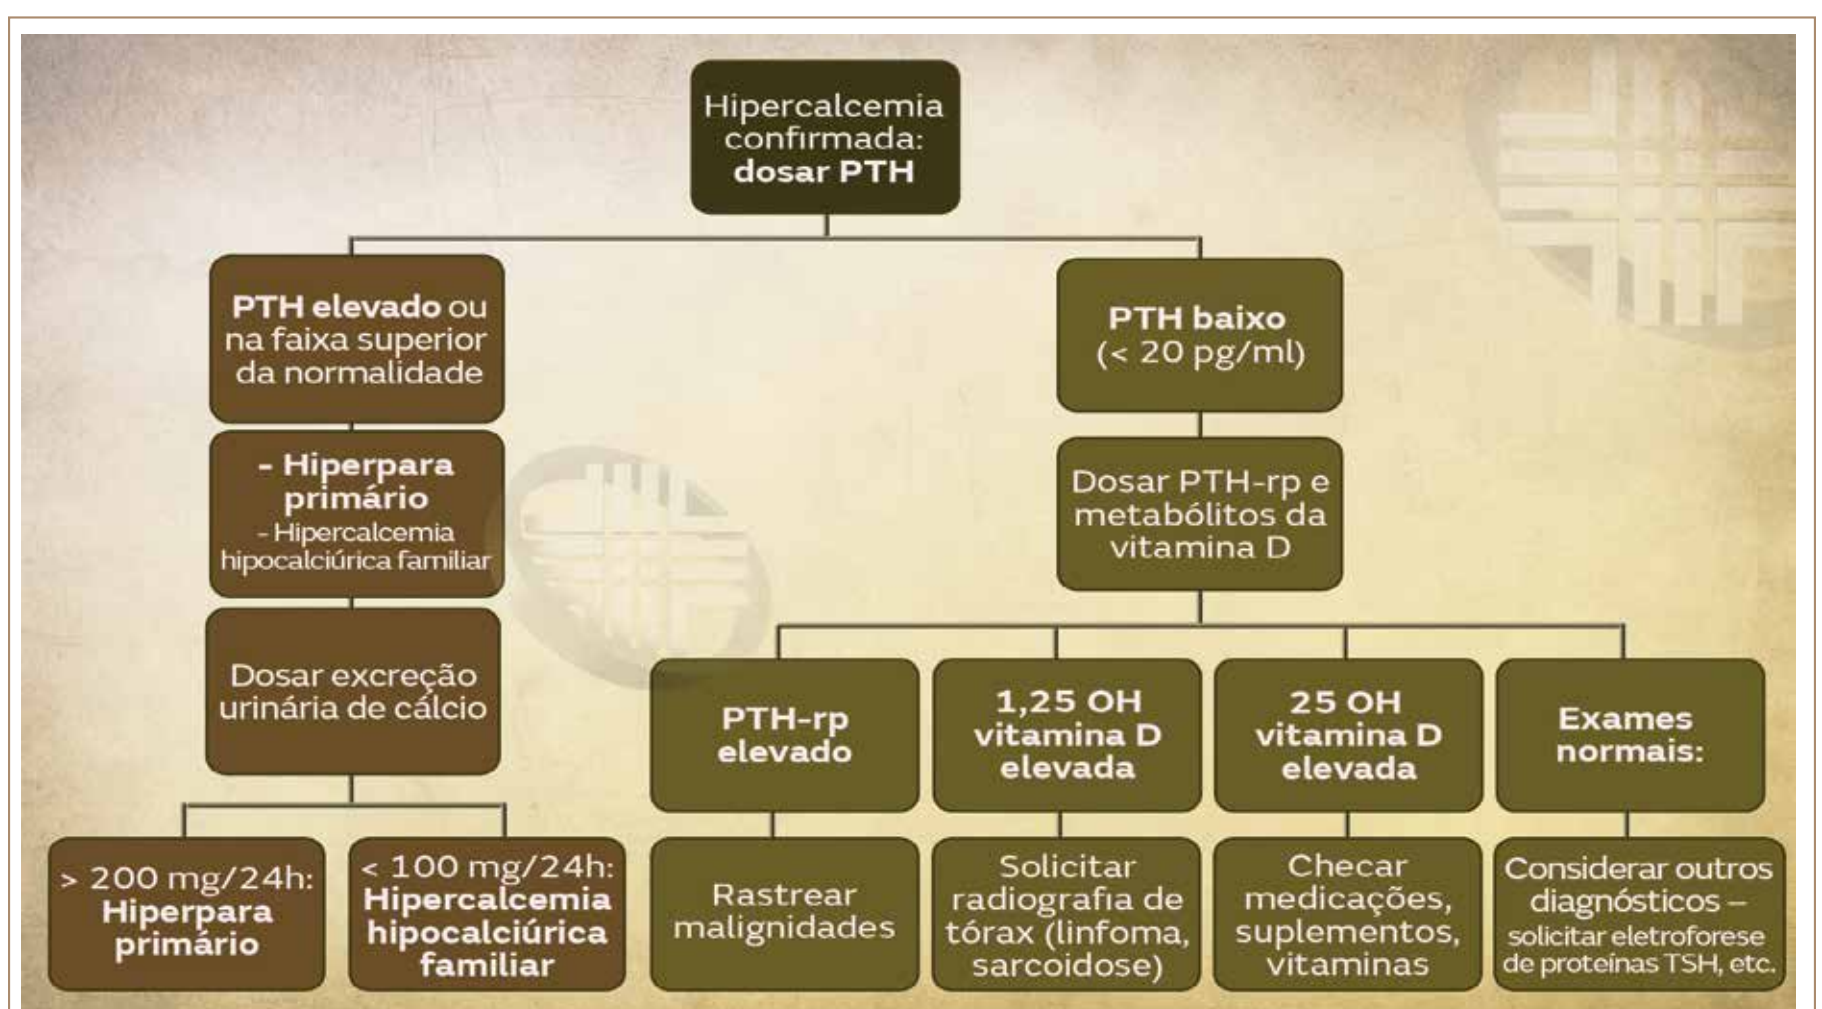 Hipercalcemia
confirmada:
dosar PTH
PTH elevado ou
na faixa superior
da normalidade
- Hiperpara
primário
- Hipercalcemia
hipocalciúrica familiar
Dosar excreção
urinária de cálcio
> 200 mg/24h:
Hiperpara
primário
< 100 mg/24h:
Hipercalcemia
hipocalciúrica
familiar
PTH baixo
(< 20 pg/ml)
Dosar PTH-rp e
metabólitos da
vitamina D
PTH-rp
elevado
Rastrear
malignidades
1,25 OH
vitamina D
elevada
Solicitar
radiografia de
tórax (linfoma,
sarcoidose)
25 OH
vitamina D
elevada
Checar
medicações,
suplementos,
vitaminas
Exames
normais:
Considerar outros
diagnósticos –
solicitar eletroforese
de proteínas TSH, etc.